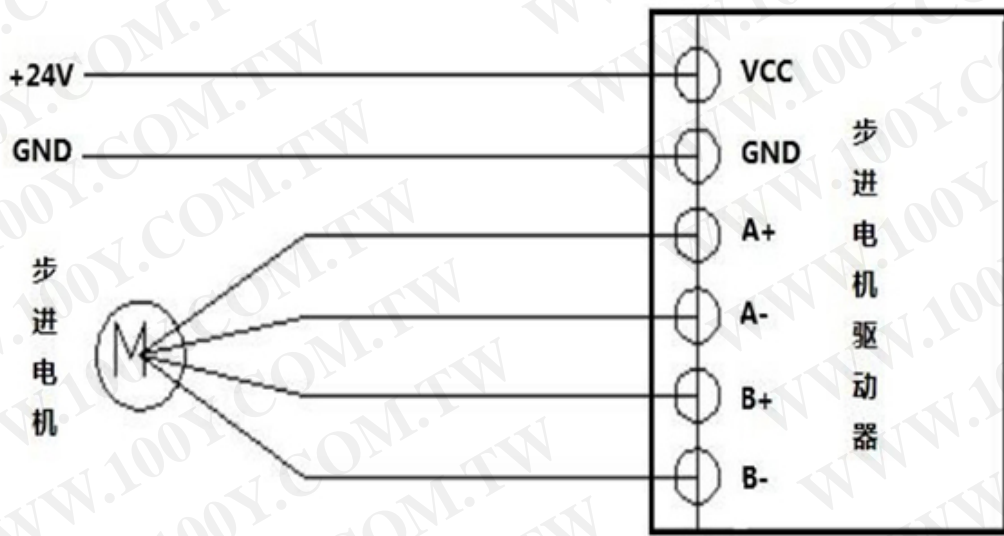 +24V
GND
VCC
GND
A+
A-
B+
B-
步进电机
M
步进电机驱动器
WWW.100Y.COM.TW